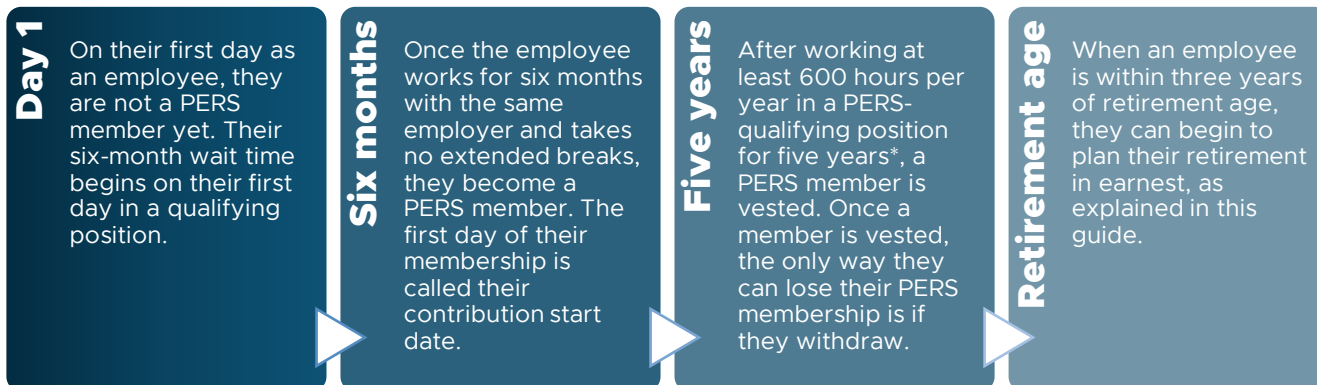 Day 1
On their first day as
an employee, they
are not a PERS
member yet. Their
six-month wait time
begins on their first
day in a qualifying
position.
Six months
Once the employee
works for six months
with the same
employer and takes
no extended breaks,
they become a
PERS member. The
first day of their
membership is
called their
contribution start
date.
Five years
After working at
least 600 hours per
year in a PERS-
qualifying position
for five years*, a
PERS member is
vested. Once a
member is vested,
the only way they
can lose their PERS
membership is if
they withdraw.
Retirement age
When an employee
is within three years
of retirement age,
they can begin to
plan their retirement
in earnest, as
explained in this
guide.